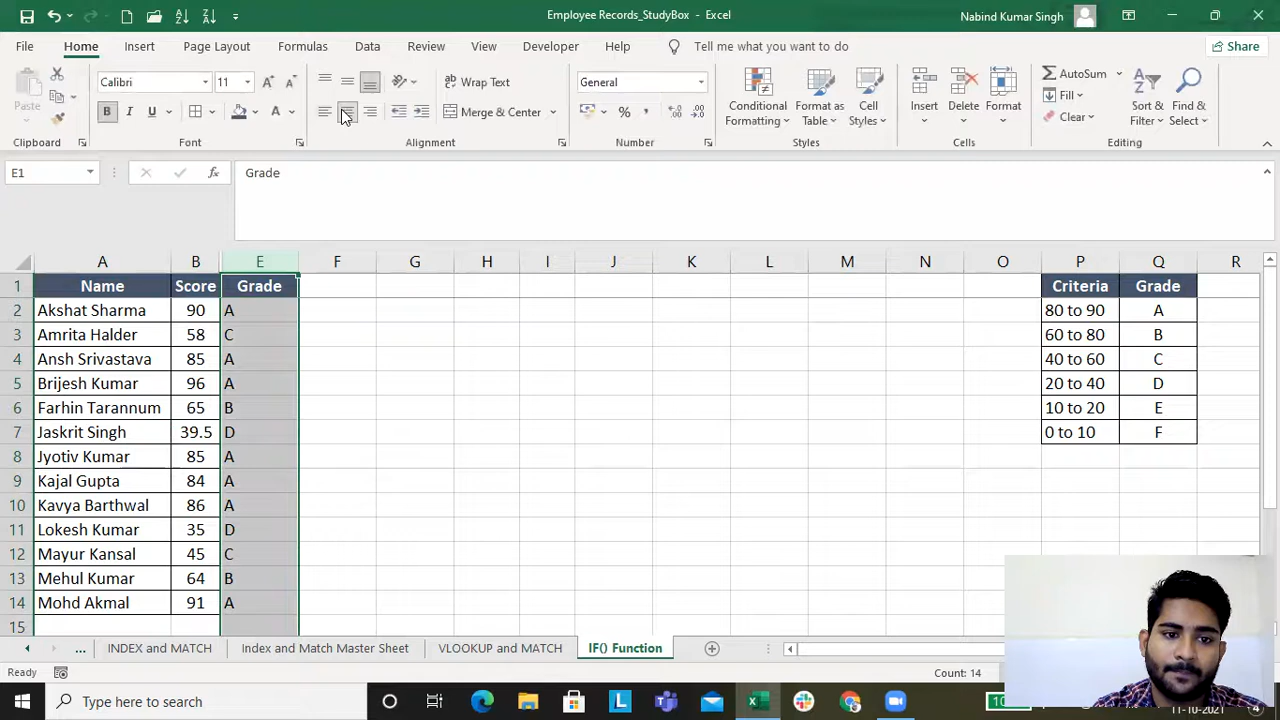 Employee Records_StudyBox - Excel
Nabind Kumar Singh
File Home Insert Page Layout Formulas Data Review View Developer Help Tell me what you want to do Share
Calibri 11 Wrap Text General AutoSum
Paste B I U Merge & Center % Conditional Formatting Format as Table Cell Styles Insert Delete Format Fill Clear Sort & Filter Find & Select
Clipboard Font Alignment Number Styles Cells Editing
E1 fx Grade
A B E F G H I J K L M N O P Q R
1 Name Score Grade Criteria Grade
2 Akshat Sharma 90 A 80 to 90 A
3 Amrita Halder 58 C 60 to 80 B
4 Ansh Srivastava 85 A 40 to 60 C
5 Brijesh Kumar 96 A 20 to 40 D
6 Farhin Tarannum 65 B 10 to 20 E
7 Jaskrit Singh 39.5 D 0 to 10 F
8 Jyotiv Kumar 85 A
9 Kajal Gupta 84 A
10 Kavya Barthwal 86 A
11 Lokesh Kumar 35 D
12 Mayur Kansal 45 C
13 Mehul Kumar 64 B
14 Mohd Akmal 91 A
15
... INDEX and MATCH Index and Match Master Sheet VLOOKUP and MATCH IF() Function
Ready Count: 14
Type here to search
11-10-2021